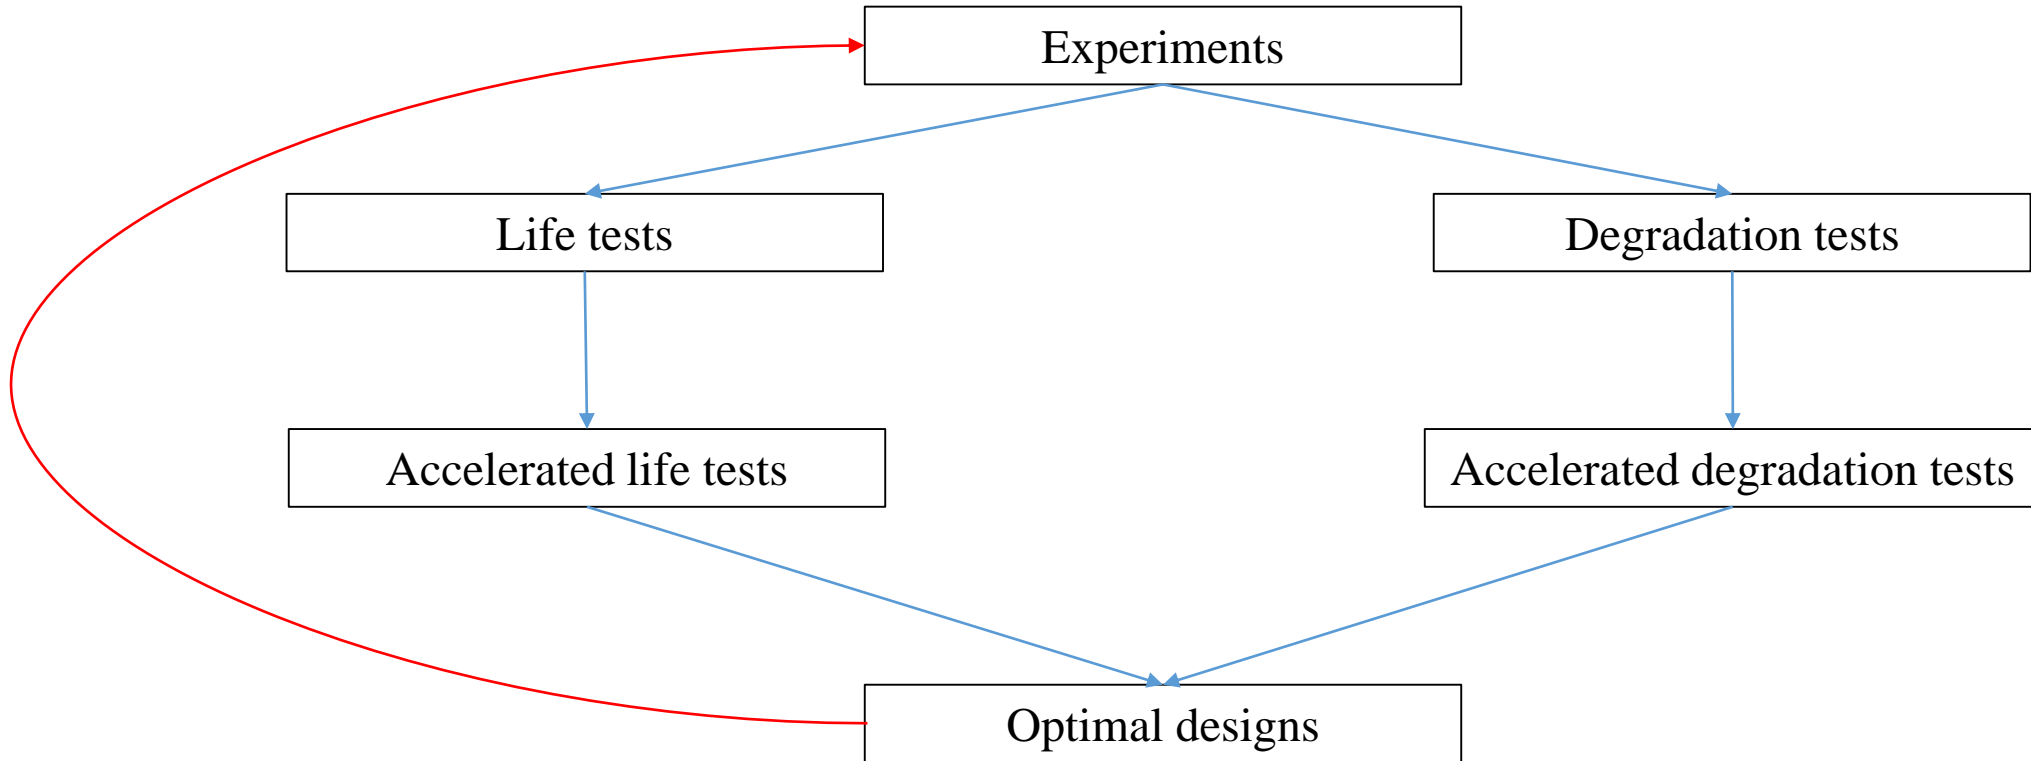 Experiments
Life tests
Degradation tests
Accelerated life tests
Accelerated degradation tests
Optimal designs